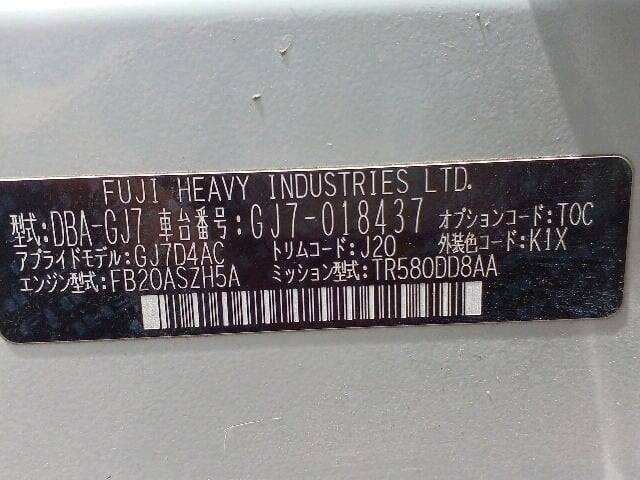 FUJI HEAVY INDUSTRIES LTD.
型式:DBA-GJ7 車台番号:GJ7-018437 オプションコード:TOC
アプライドモデル:GJ7D4AC トリムコード:J20 外装色コード:K1X
エンジン型式:FB20ASZH5A ミッション型式:TR580DD8AA